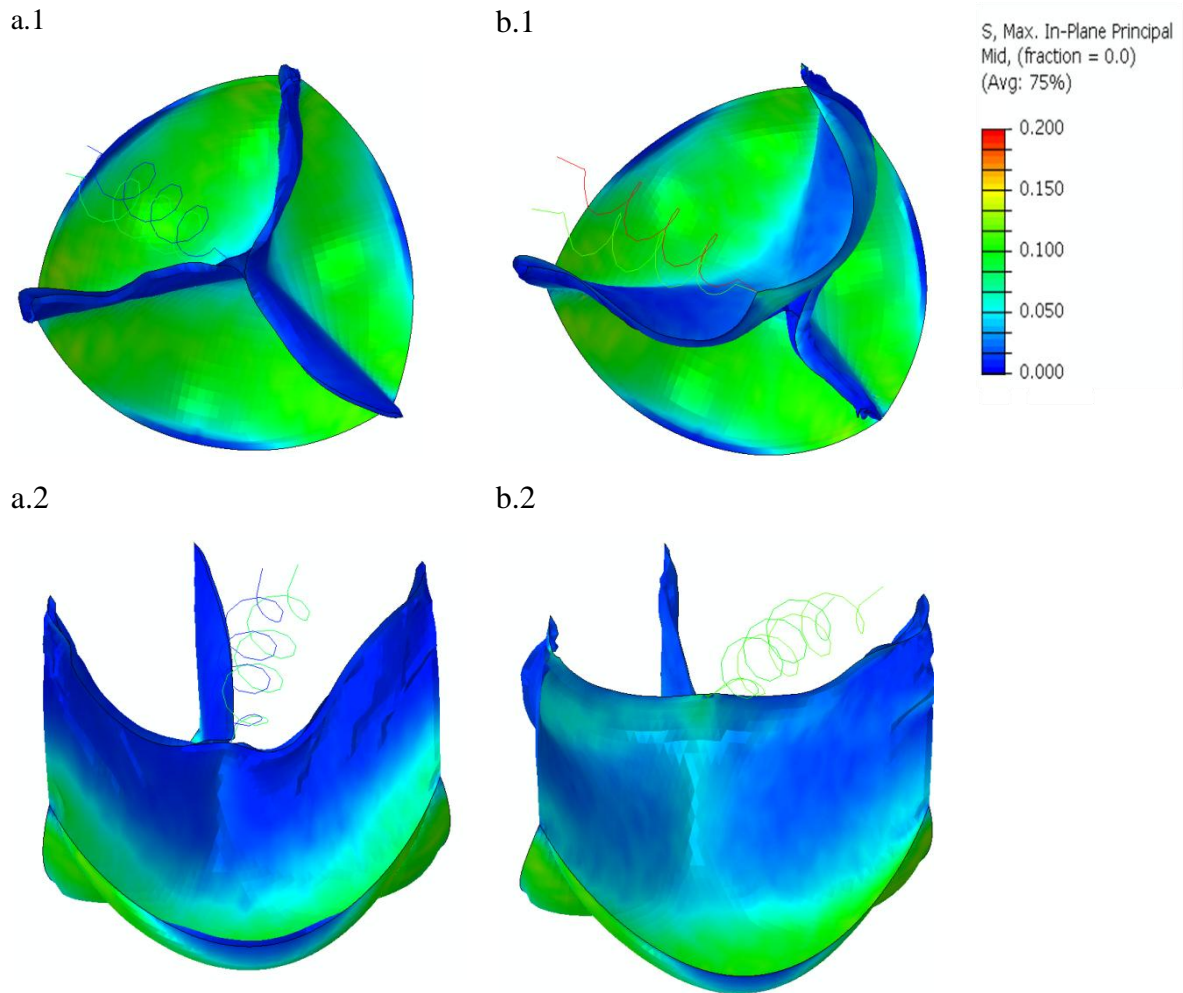 a.1
b.1
S, Max. In-Plane Principal
Mid, (fraction = 0.0)
(Avg: 75%)
0.200
0.150
0.100
0.050
0.000
a.2
b.2